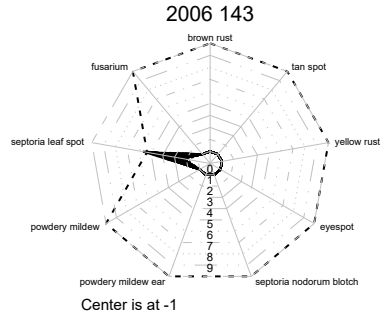 2006 143
brown rust
fusarium
tan spot
septoria leaf spot
yellow rust
0
1
2
3
4
5
6
7
8
9
powdery mildew
eyespot
powdery mildew ear
septoria nodorum blotch
Center is at -1